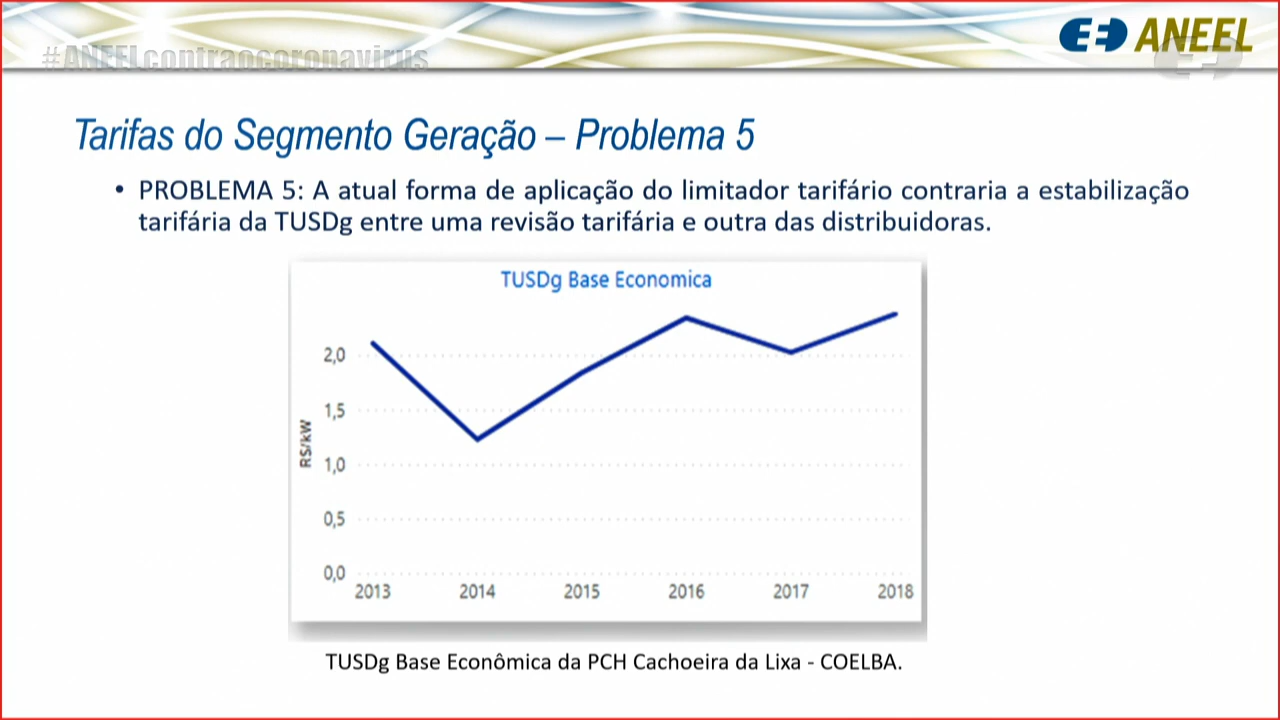 #ANEELcontraocoronavirus
ANEEL
Tarifas do Segmento Geração – Problema 5
• PROBLEMA 5: A atual forma de aplicação do limitador tarifário contraria a estabilização
tarifária da TUSDg entre uma revisão tarifária e outra das distribuidoras.
TUSDg Base Economica
2,0
1,5
1,0
0,5
0,0
R$/kW
2013 2014 2015 2016 2017 2018
TUSDg Base Econômica da PCH Cachoeira da Lixa - COELBA.